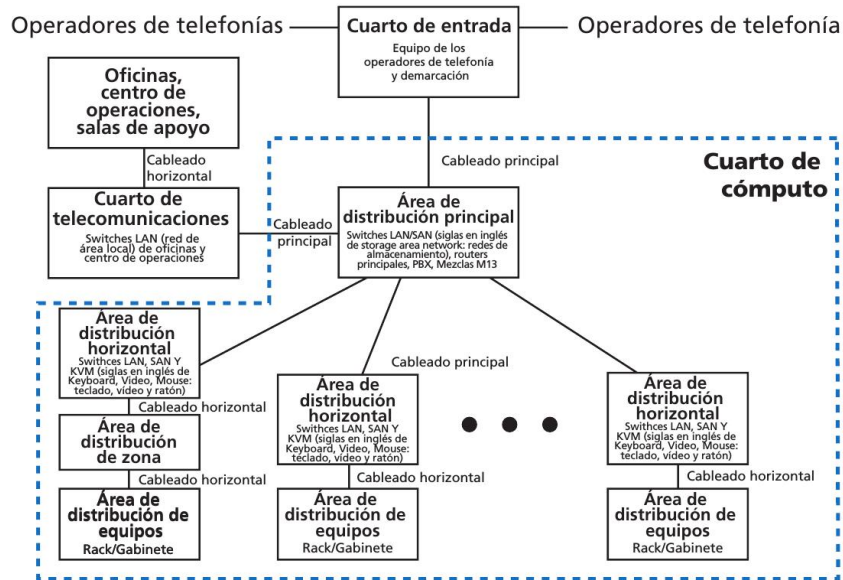 Operadores de telefonías
Cuarto de entrada
Equipo de los
operadores de telefonía
y demarcación
Operadores de telefonía
Oficinas,
centro de
operaciones,
salas de apoyo
Cableado
horizontal
Cableado principal
Cuarto de
cómputo
Cuarto de
telecomunicaciones
Switches LAN (red de
área local) de oficinas y
centro de operaciones
Cableado
principal
Área de
distribución principal
Switches LAN/SAN (siglas en inglés
de storage area network: redes de
almacenamiento), routers
principales, PBX, Mezclas M13
Área de
distribución
horizontal
Swithces LAN, SAN Y
KVM (siglas en inglés de
Keyboard, Video, Mouse:
teclado, vídeo y ratón)
Cableado horizontal
Área de
distribución
de zona
Cableado horizontal
Área de
distribución de
equipos
Rack/Gabinete
Cableado principal
Área de
distribución
horizontal
Swithces LAN, SAN Y
KVM (siglas en inglés de
Keyboard, Video, Mouse:
teclado, vídeo y ratón)
Cableado horizontal
Área de
distribución de
equipos
Rack/Gabinete
Área de
distribución
horizontal
Swithces LAN, SAN Y
KVM (siglas en inglés de
Keyboard, Video, Mouse:
teclado, vídeo y ratón)
Cableado horizontal
Área de
distribución de
equipos
Rack/Gabinete